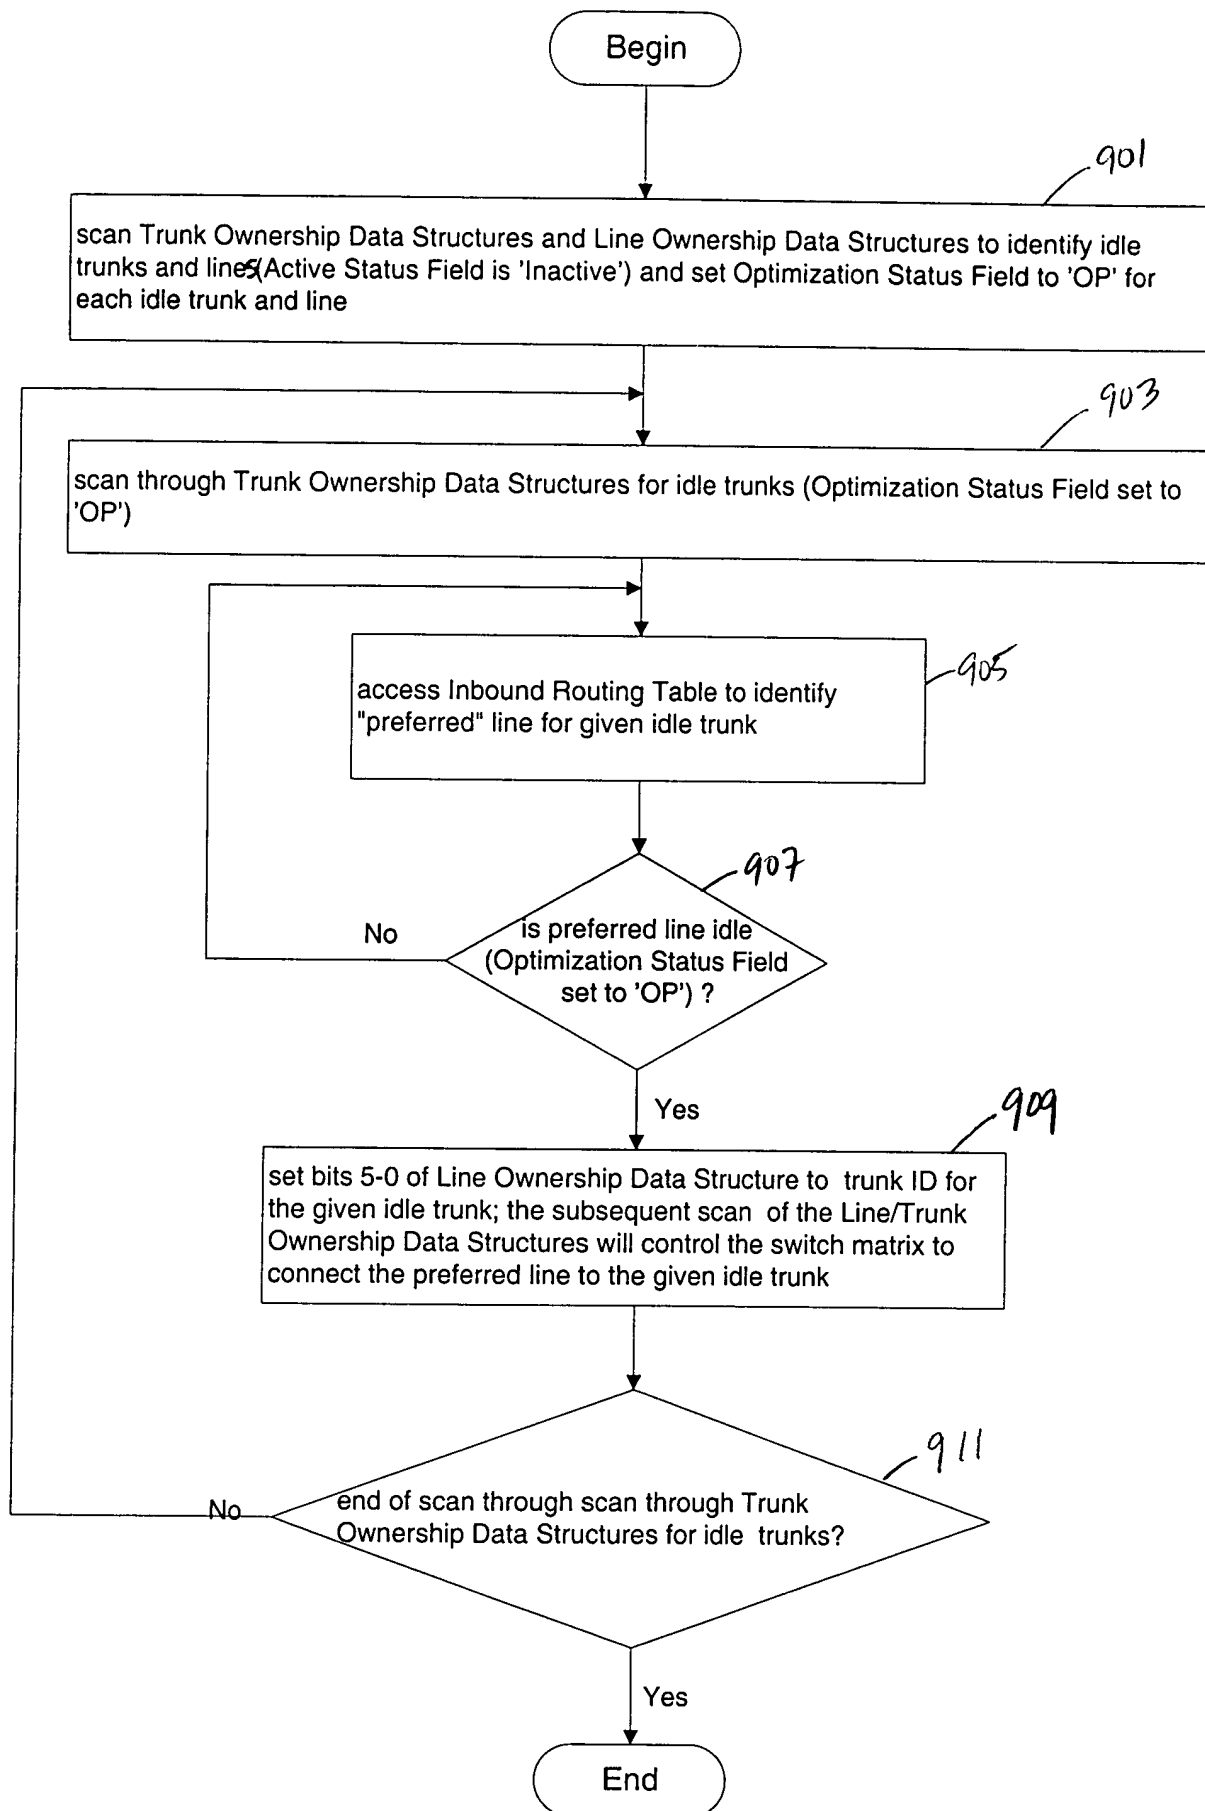 Begin
901
scan Trunk Ownership Data Structures and Line Ownership Data Structures to identify idle
trunks and lines(Active Status Field is 'Inactive') and set Optimization Status Field to 'OP' for
each idle trunk and line
903
scan through Trunk Ownership Data Structures for idle trunks (Optimization Status Field set to
'OP')
905
access Inbound Routing Table to identify
"preferred" line for given idle trunk
907
No
is preferred line idle
(Optimization Status Field
set to 'OP') ?
Yes
909
set bits 5-0 of Line Ownership Data Structure to trunk ID for
the given idle trunk; the subsequent scan of the Line/Trunk
Ownership Data Structures will control the switch matrix to
connect the preferred line to the given idle trunk
911
No
end of scan through scan through Trunk
Ownership Data Structures for idle trunks?
Yes
End